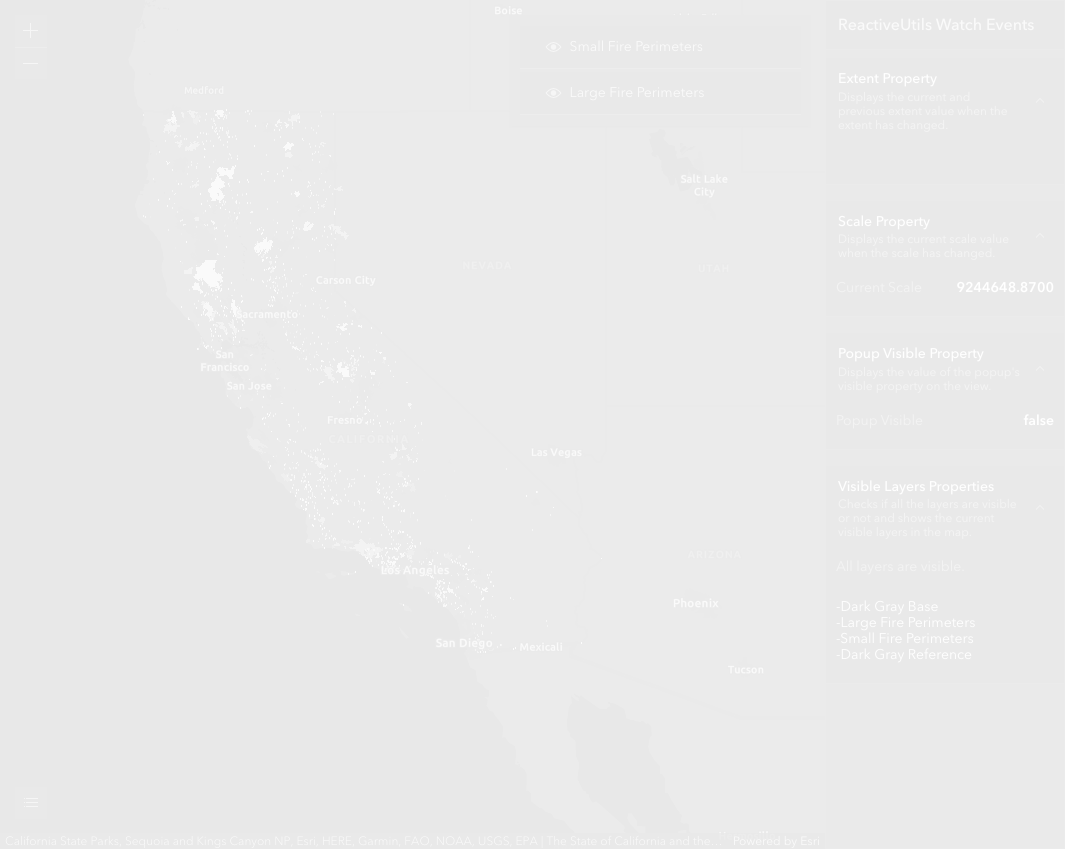 Boise
Small Fire Perimeters
Large Fire Perimeters
Medford
Salt Lake
City
NEVADA
UTAH
Carson City
Sacramento
San
Francisco
San Jose
Fresno
CALIFORNIA
Las Vegas
ARIZONA
Los Angeles
Phoenix
San Diego
Mexicali
Tucson
California State Parks, Sequoia and Kings Canyon NP, Esri, HERE, Garmin, FAO, NOAA, USGS, EPA | The State of California and the ...
Powered by Esri
ReactiveUtils Watch Events
Extent Property
Displays the current and
previous extent value when the
extent has changed
Scale Property
Displays the current scale value
when the scale has changed
Current Scale 9244648.8700
Popup Visible Property
Displays the value of the popup's
visible property on the view
Popup Visible false
Visible Layers Properties
Checks if all the layers are visible
or not and shows the current
visible layers in the map
All layers are visible
-Dark Gray Base
-Large Fire Perimeters
-Small Fire Perimeters
-Dark Gray Reference